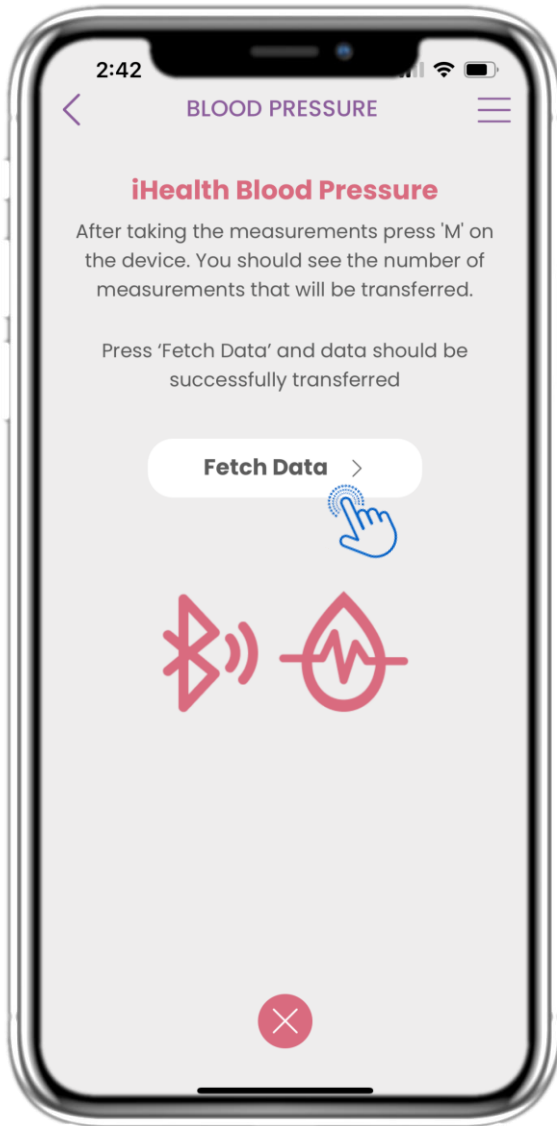 2:42
BLOOD PRESSURE
iHealth Blood Pressure
After taking the measurements press 'M' on
the device. You should see the number of
measurements that will be transferred.
Press ‘Fetch Data’ and data should be
successfully transferred
Fetch Data